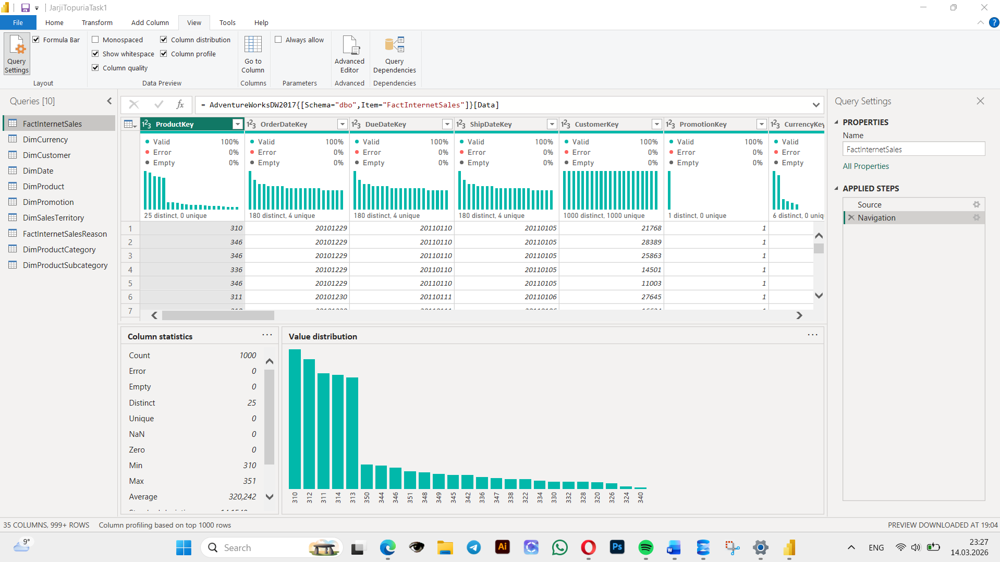 JarjiTopuriaTask1
File Home Transform Add Column View Tools Help
Query Settings
Formula Bar
Layout
Monospaced
Show whitespace
Column quality
Column distribution
Column profile
Data Preview
Go to Column
Columns
Always allow
Parameters
Advanced Editor
Advanced
Query Dependencies
Dependencies
Queries [10]
FactInternetSales
DimCurrency
DimCustomer
DimDate
DimProduct
DimPromotion
DimSalesTerritory
FactInternetSalesReason
DimProductCategory
DimProductSubcategory
fx = AdventureWorksDW2017{[Schema="dbo",Item="FactInternetSales"]}[Data]
123 ProductKey 123 OrderDateKey 123 DueDateKey 123 ShipDateKey 123 CustomerKey 123 PromotionKey 123 CurrencyKey
Valid 100% Valid 100% Valid 100% Valid 100% Valid 100% Valid 100% Valid
Error 0% Error 0% Error 0% Error 0% Error 0% Error 0% Error
Empty 0% Empty 0% Empty 0% Empty 0% Empty 0% Empty 0% Empty
25 distinct, 0 unique 180 distinct, 4 unique 180 distinct, 4 unique 180 distinct, 4 unique 1000 distinct, 1000 unique 1 distinct, 0 unique 6 distinct, 0 uniq
1 310 20101229 20110110 20110105 21768 1
2 346 20101229 20110110 20110105 28389 1
3 346 20101229 20110110 20110105 25863 1
4 336 20101229 20110110 20110105 14501 1
5 346 20101229 20110110 20110105 11003 1
6 311 20101230 20110111 20110106 27645 1
7
Column statistics
Count 1000
Error 0
Empty 0
Distinct 25
Unique 0
NaN 0
Zero 0
Min 310
Max 351
Average 320,242
Value distribution
310 312 311 314 313 350 344 346 351 348 349 345 342 336 347 338 322 334 330 332 328 320 326 324 340
Query Settings
PROPERTIES
Name
FactInternetSales
All Properties
APPLIED STEPS
Source
Navigation
35 COLUMNS, 999+ ROWS Column profiling based on top 1000 rows PREVIEW DOWNLOADED AT 19:04
9°
Search
Ai
Ps
W
ENG
23:27
14.03.2026